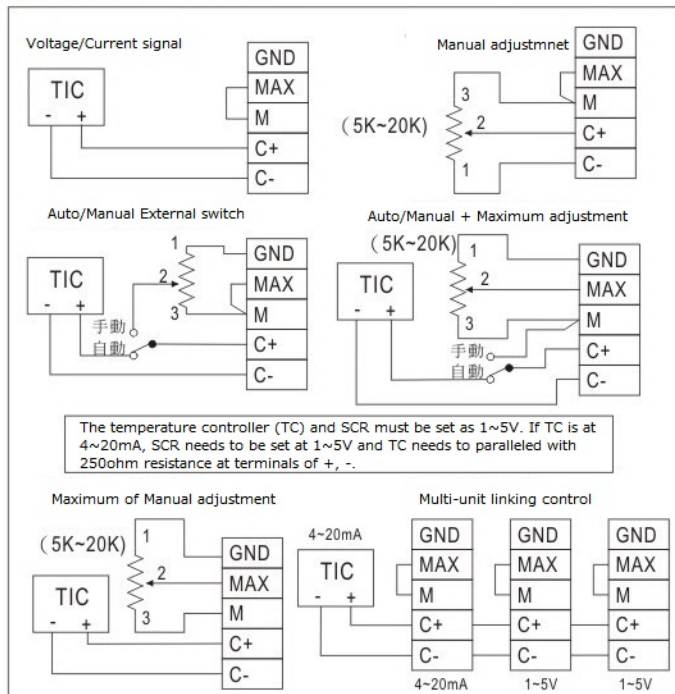 Voltage/Current signal
TIC
- +
GND
MAX
M
C+
C-
Manual adjustmnet
(5K~20K)
3
2
1
GND
MAX
M
C+
C-
Auto/Manual External switch
TIC
- +
1
2
3
手動
自動
GND
MAX
M
C+
C-
Auto/Manual + Maximum adjustment
(5K~20K)
TIC
- +
1
2
3
手動
自動
GND
MAX
M
C+
C-
The temperature controller (TC) and SCR must be set as 1~5V. If TC is at
4~20mA, SCR needs to be set at 1~5V and TC needs to paralleled with
250ohm resistance at terminals of +, -.
Maximum of Manual adjustment
(5K~20K)
TIC
- +
1
2
3
GND
MAX
M
C+
C-
Multi-unit linking control
4~20mA
TIC
- +
GND
MAX
M
C+
C-
4~20mA
GND
MAX
M
C+
C-
1~5V
GND
MAX
M
C+
C-
1~5V